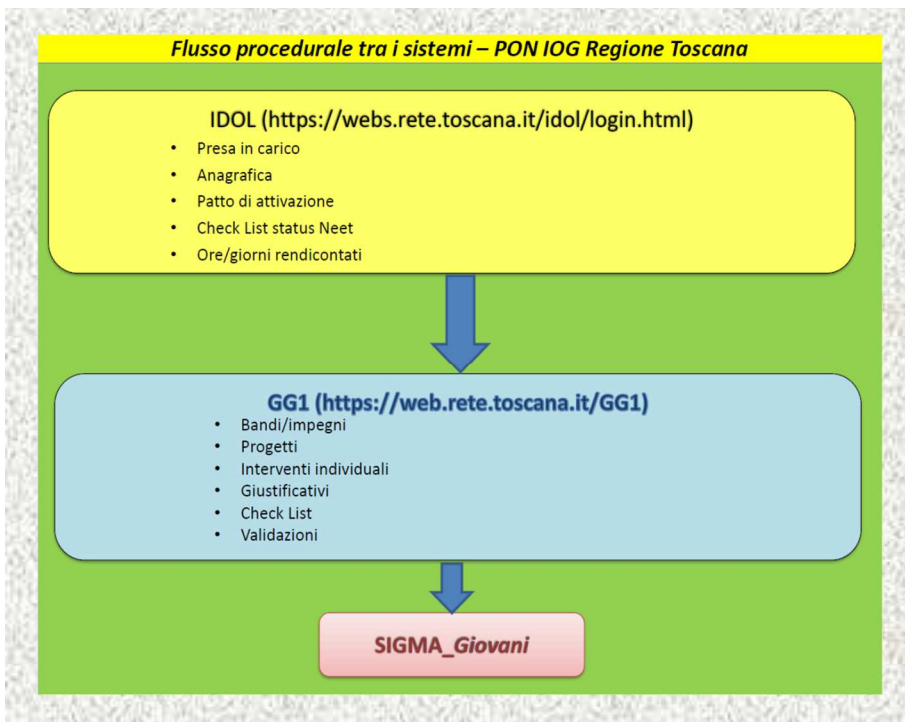 Flusso procedurale tra i sistemi – PON IOG Regione Toscana
IDOL (https://webs.rete.toscana.it/idol/login.html)
• Presa in carico
• Anagrafica
• Patto di attivazione
• Check List status Neet
• Ore/giorni rendicontati
GG1 (https://web.rete.toscana.it/GG1)
• Bandi/impegni
• Progetti
• Interventi individuali
• Giustificativi
• Check List
• Validazioni
SIGMA_Giovani